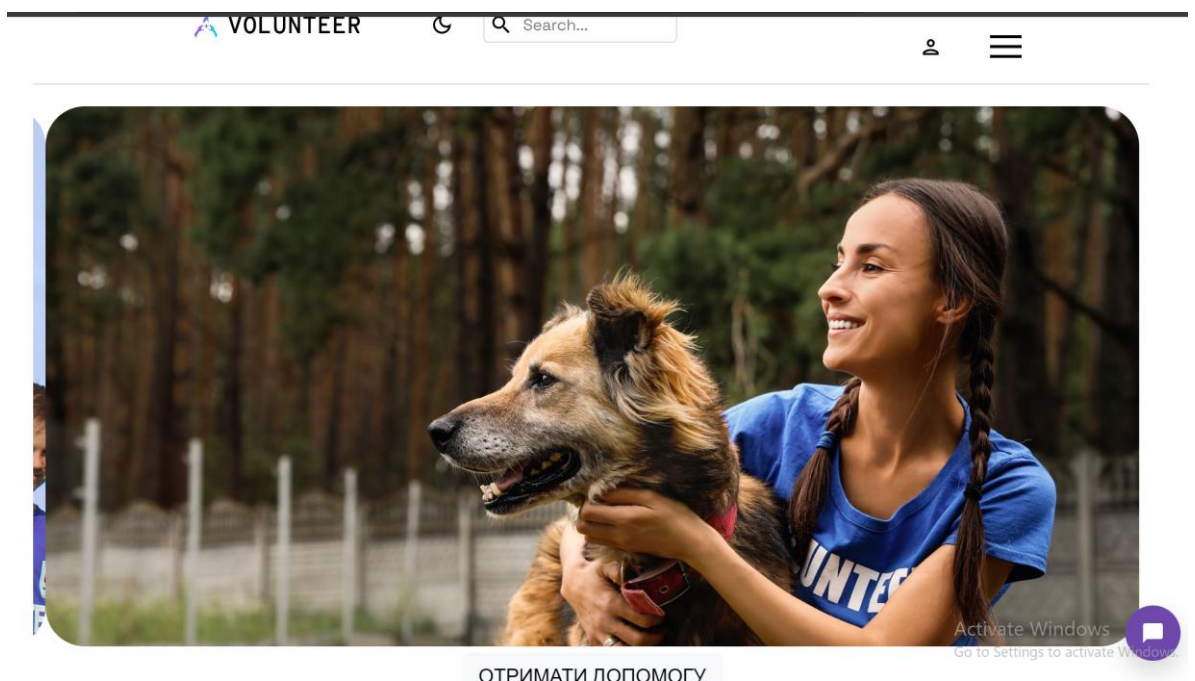 VOLUNTEER
Search...
UNTEE
Activate Windows
Go to Settings to activate Windows.
ОТРИМАТИ ДОПОМОГУ